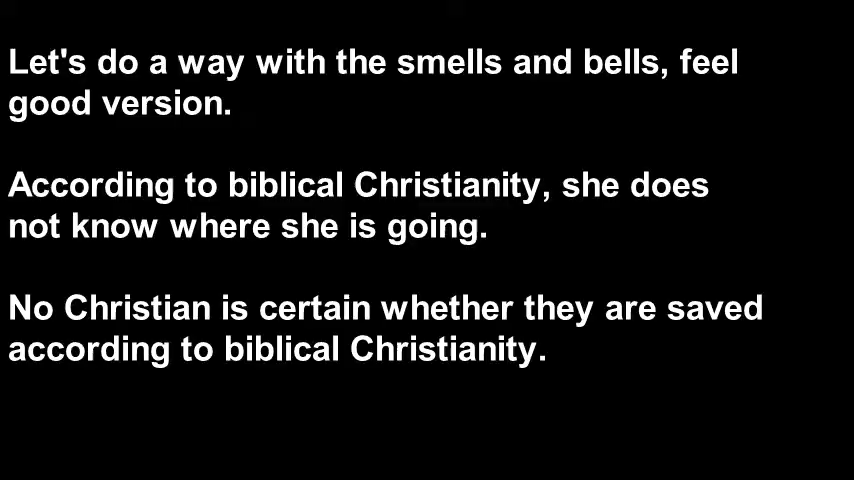 Let's do a way with the smells and bells, feel
good version.
According to biblical Christianity, she does
not know where she is going.
No Christian is certain whether they are saved
according to biblical Christianity.